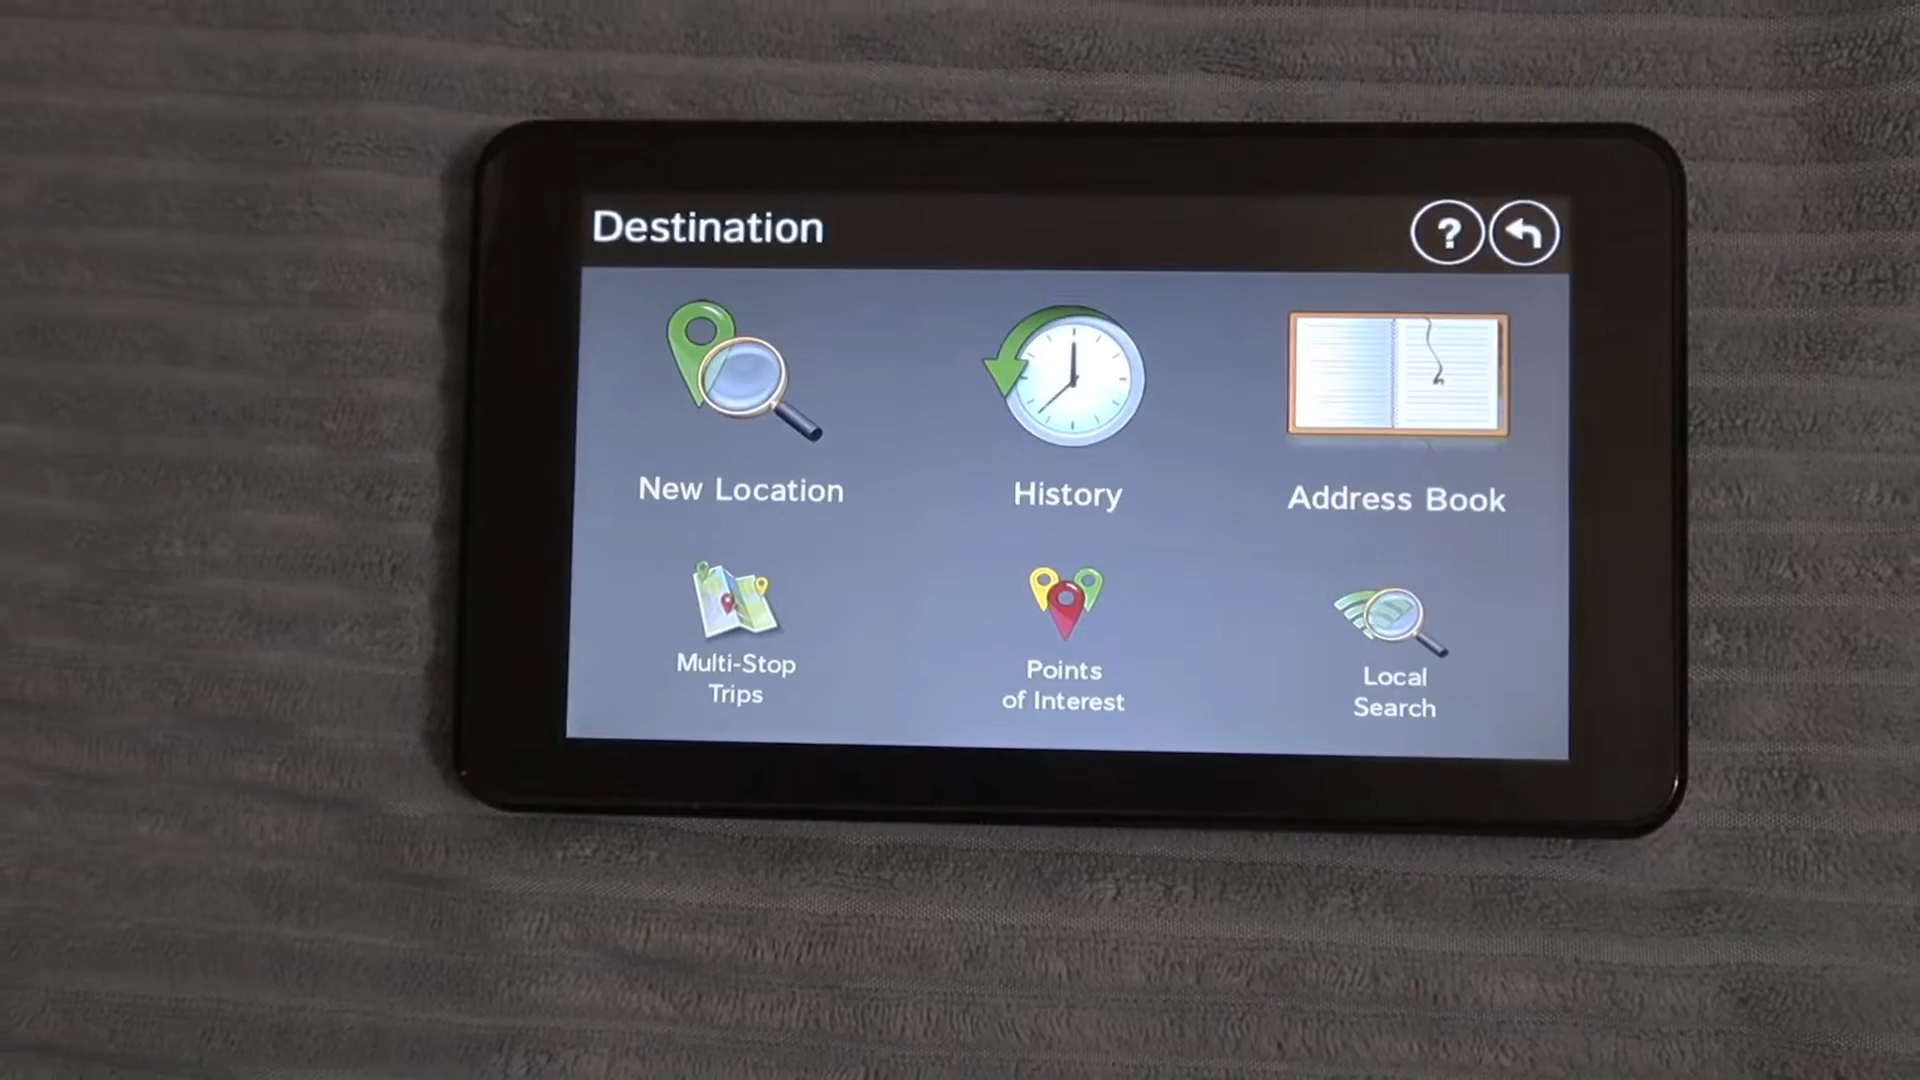 Destination
?
New Location
History
Address Book
Multi-Stop
Trips
Points
of Interest
Local
Search